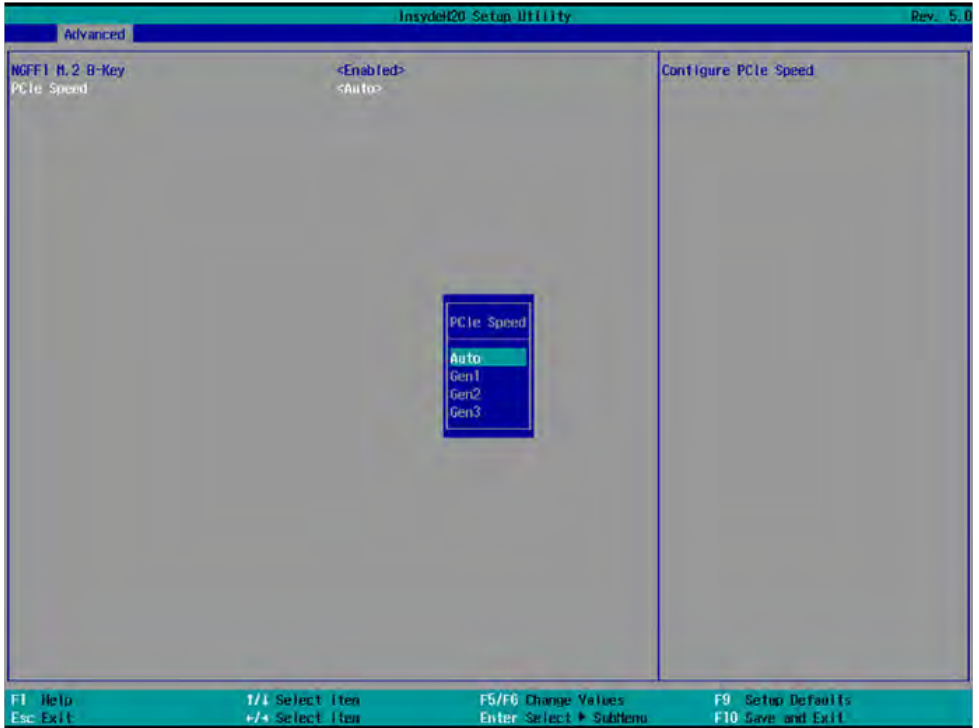 InsydeH2O Setup Utility Rev. 5.0
Advanced
NGFF1 M.2 B-Key <Enabled> Configure PCIe Speed
PCIe Speed <Auto>
PCIe Speed
Auto
Gen1
Gen2
Gen3
F1 Help ↑/↓ Select Item F5/F6 Change Values F9 Setup Defaults
Esc Exit ←/→ Select Item Enter Select ▶ SubMenu F10 Save and Exit